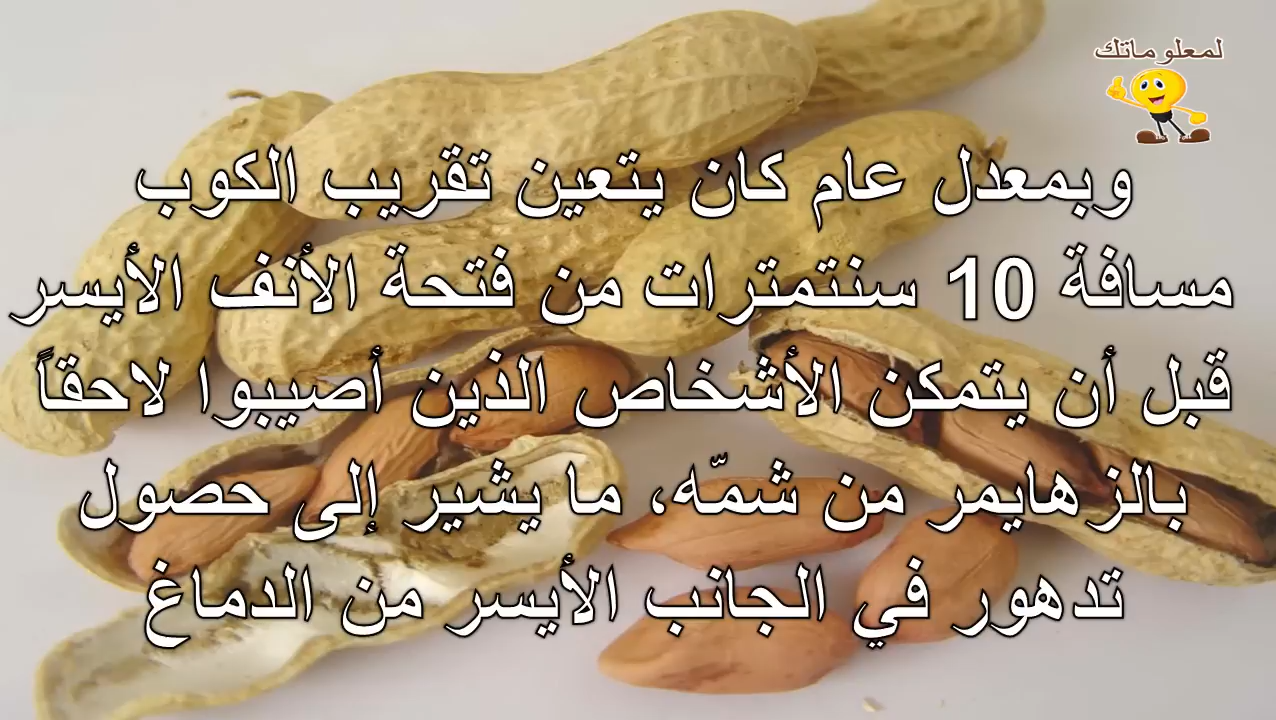 لمعلوماتك
وبمعدل عام كان يتعين تقريب الكوب
مسافة 10 سنتمترات من فتحة الأنف الأيسر
قبل أن يتمكن الأشخاص الذين أصيبوا لاحقاً
بالزهايمر من شمّه، ما يشير إلى حصول
تدهور في الجانب الأيسر من الدماغ